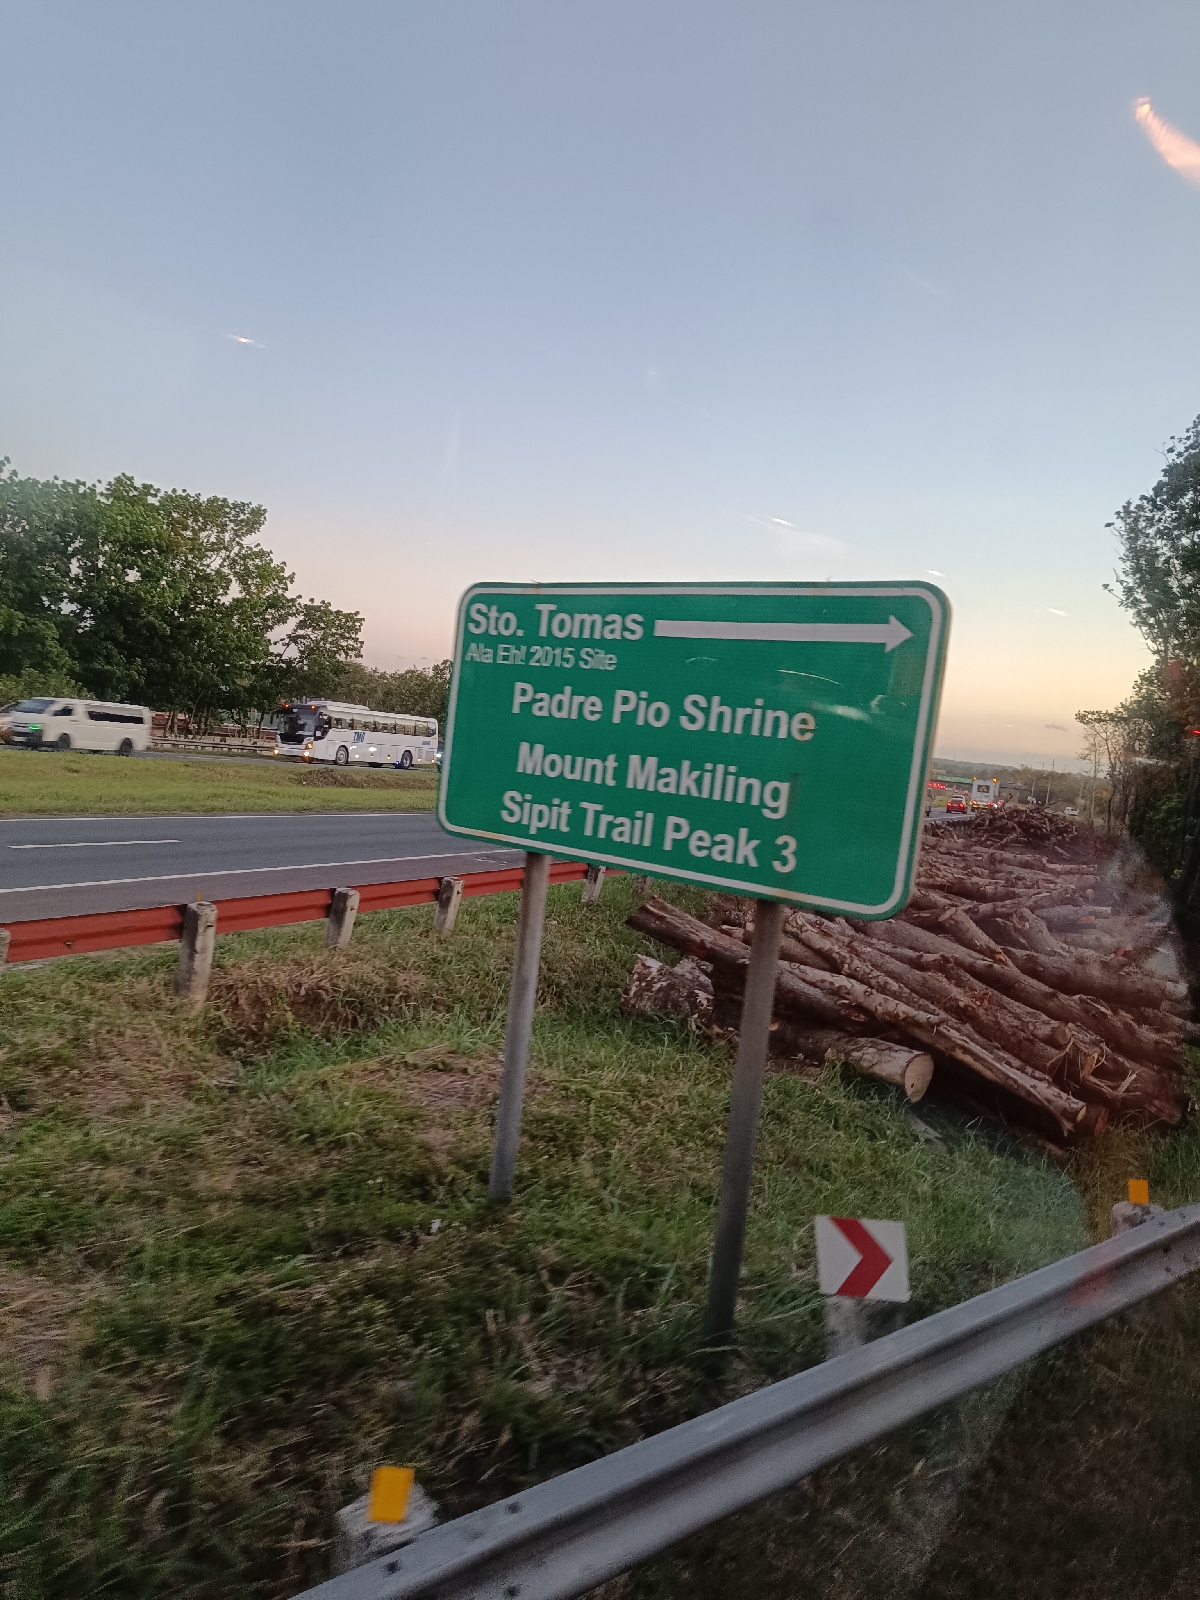 Sto. Tomas
Ala Eh! 2015 Site
Padre Pio Shrine
Mount Makiling
Sipit Trail Peak 3